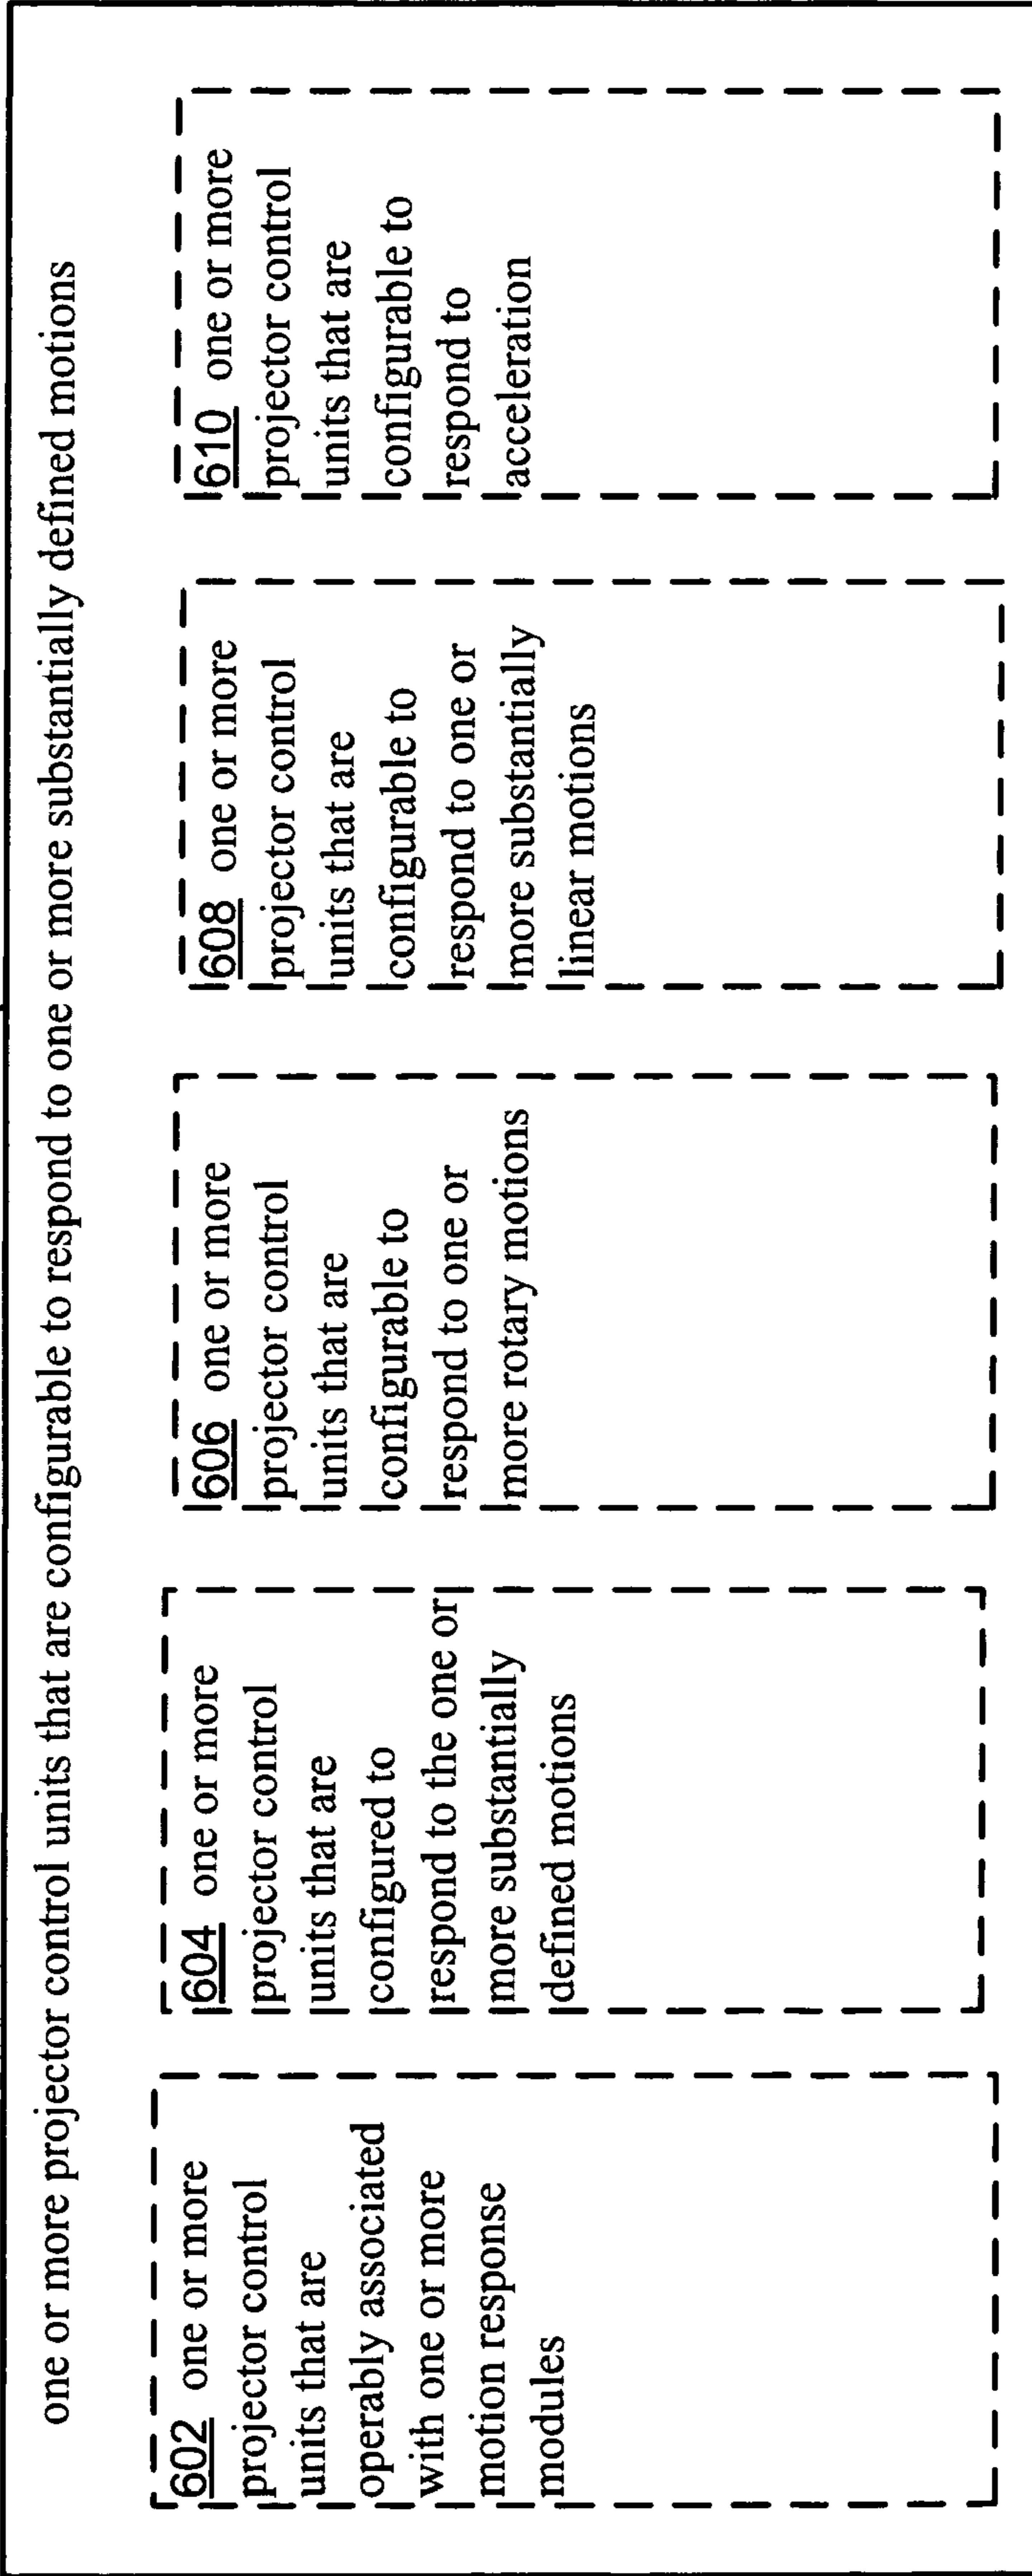 one or more projector control units that are configurable to respond to one or more substantially defined motions
602 one or more
projector control
units that are
operably associated
with one or more
motion response
modules
604 one or more
projector control
units that are
configured to
respond to the one or
more substantially
defined motions
606 one or more
projector control
units that are
configurable to
respond to one or
more rotary motions
608 one or more
projector control
units that are
configurable to
respond to one or
more substantially
linear motions
610 one or more
projector control
units that are
configurable to
respond to
acceleration